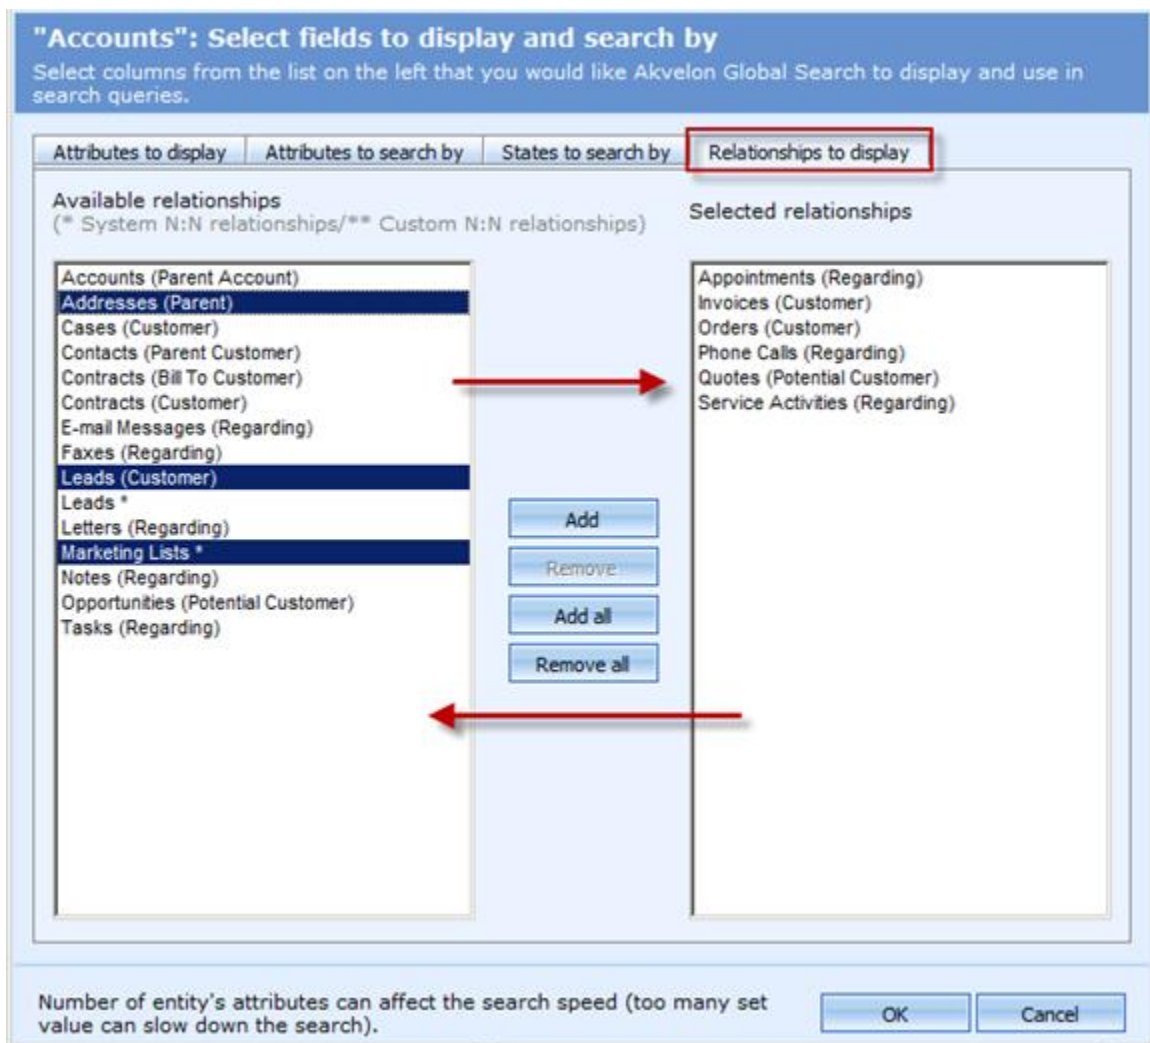 "Accounts": Select fields to display and search by
Select columns from the list on the left that you would like Akvelon Global Search to display and use in
search queries.
Attributes to display
Attributes to search by
States to search by
Relationships to display
Available relationships
(* System N:N relationships/** Custom N:N relationships)
Selected relationships
Accounts (Parent Account)
Addresses (Parent)
Cases (Customer)
Contacts (Parent Customer)
Contracts (Bill To Customer)
Contracts (Customer)
E-mail Messages (Regarding)
Faxes (Regarding)
Leads (Customer)
Leads *
Letters (Regarding)
Marketing Lists *
Notes (Regarding)
Opportunities (Potential Customer)
Tasks (Regarding)
Add
Remove
Add all
Remove all
Appointments (Regarding)
Invoices (Customer)
Orders (Customer)
Phone Calls (Regarding)
Quotes (Potential Customer)
Service Activities (Regarding)
Number of entity's attributes can affect the search speed (too many set
value can slow down the search).
OK
Cancel